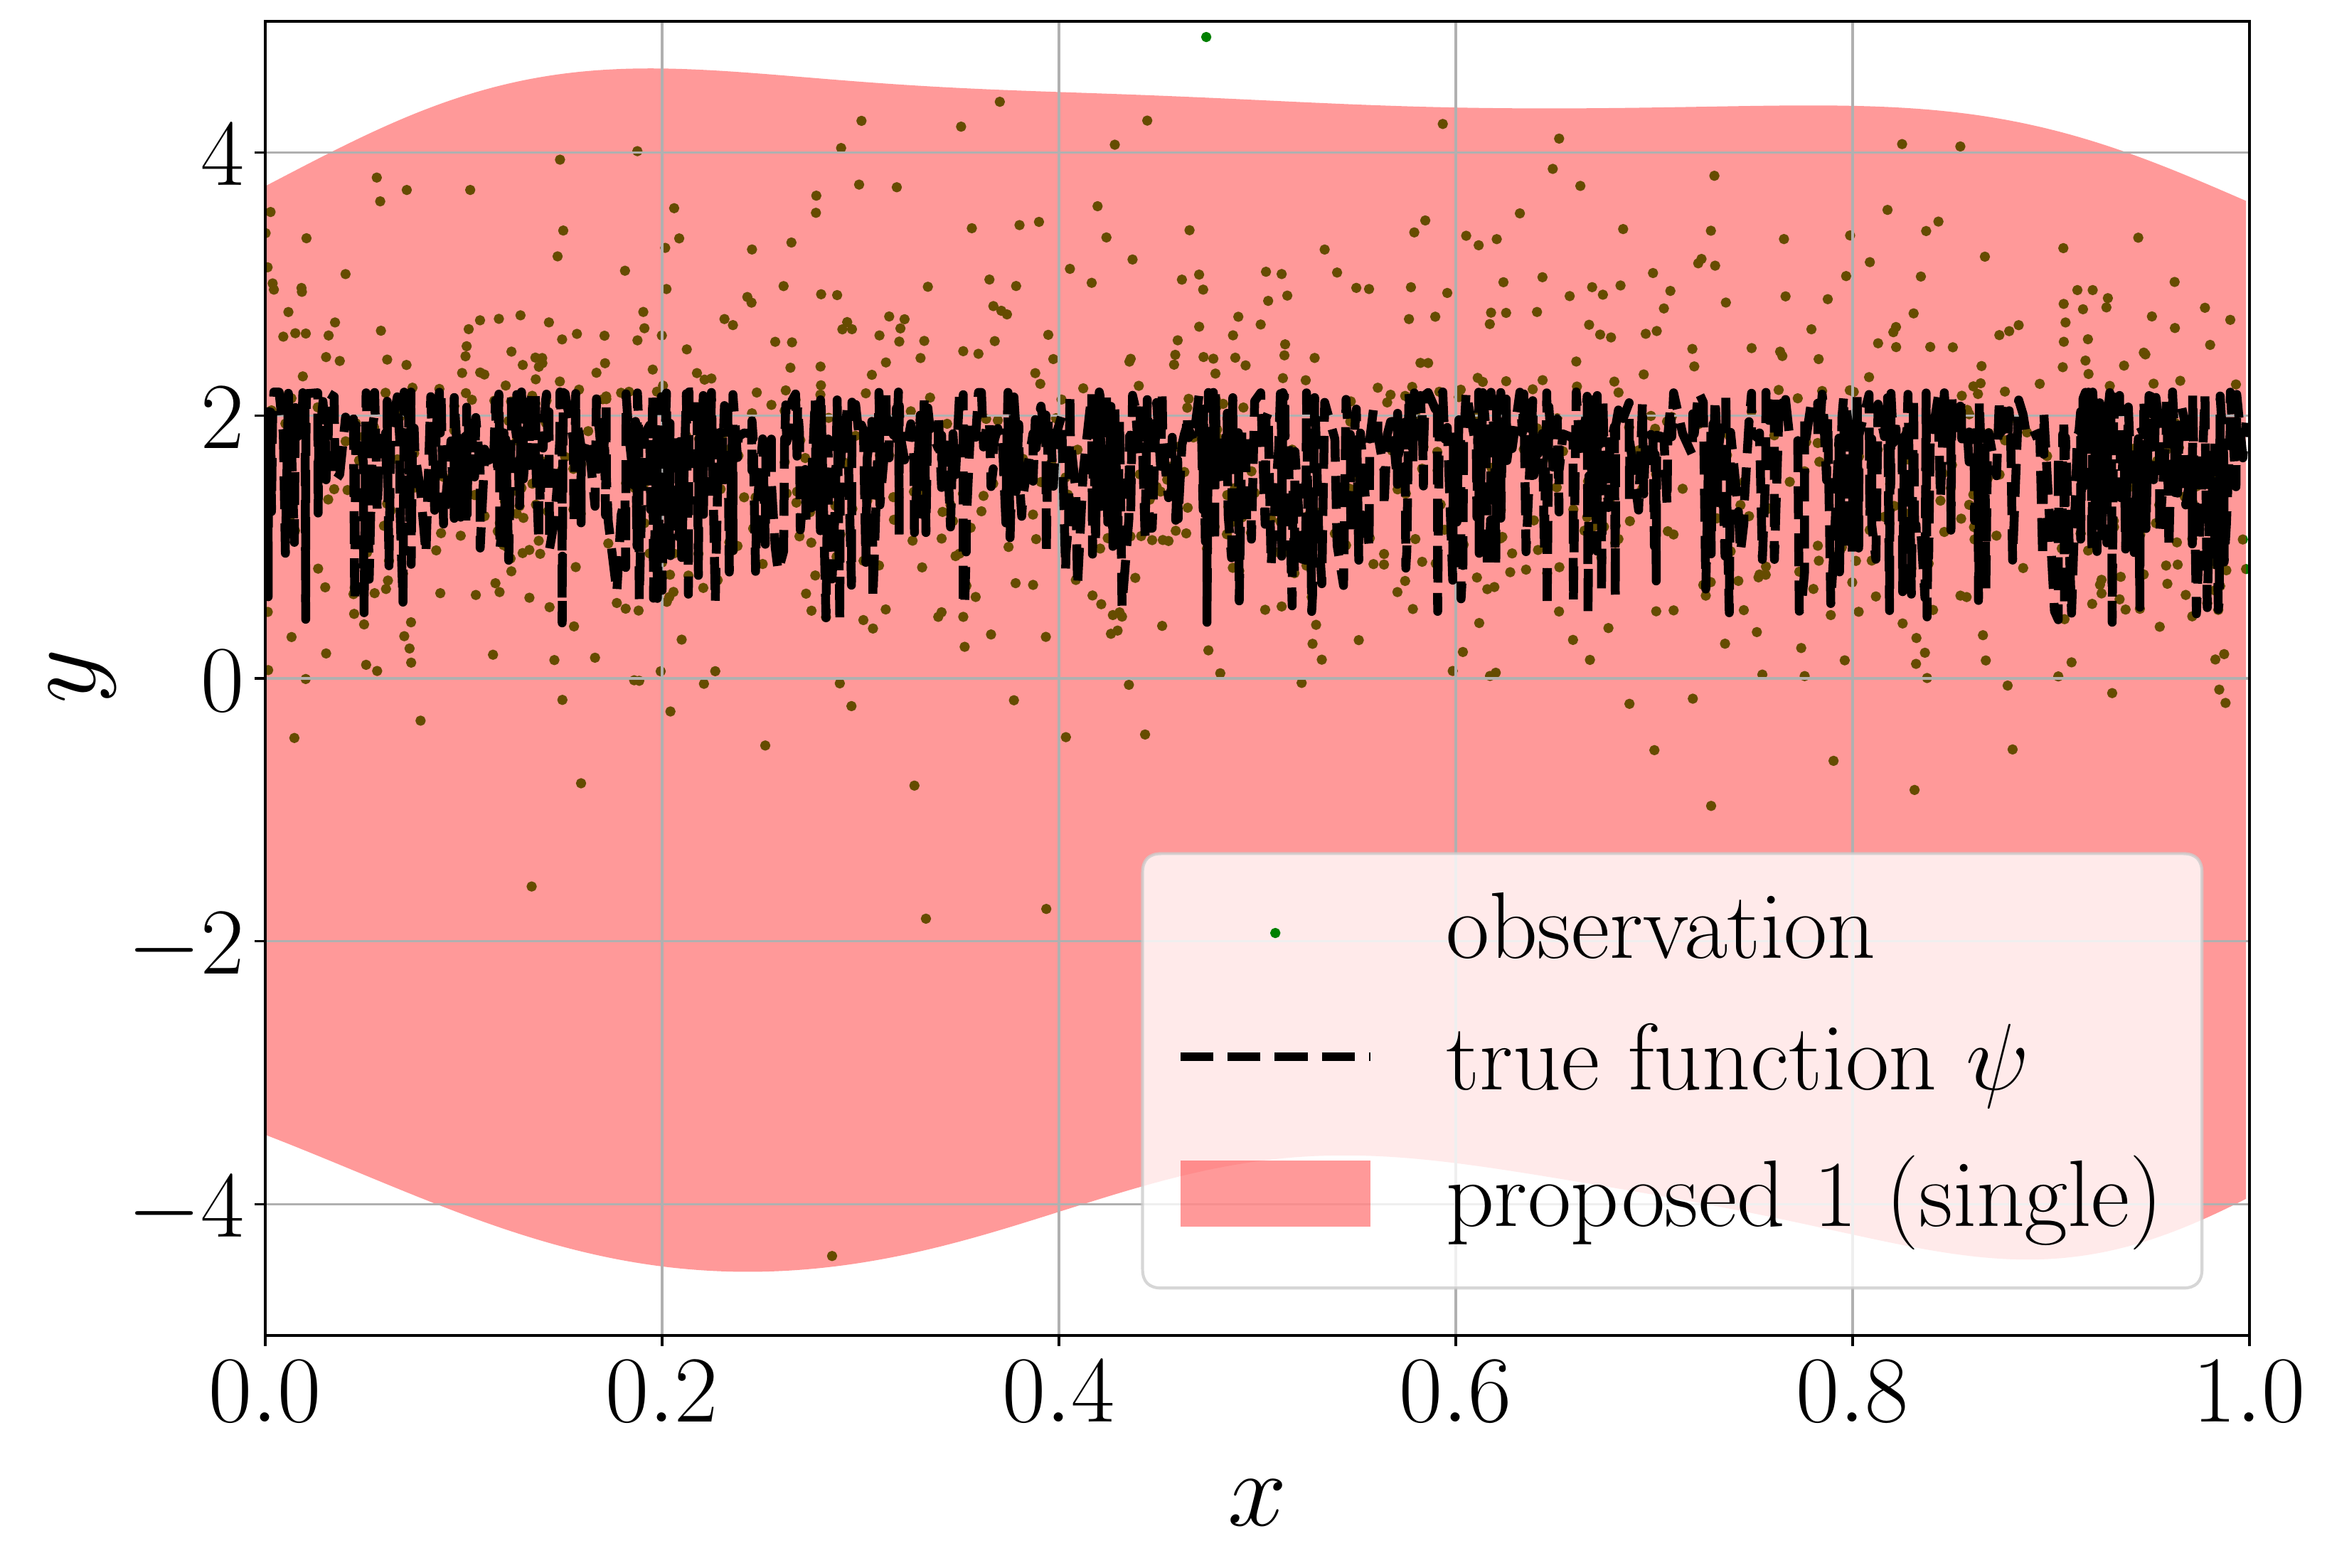 4
2
0
−2
−4
y
observation
true function ψ
proposed 1 (single)
0.0 0.2 0.4 0.6 0.8 1.0
x